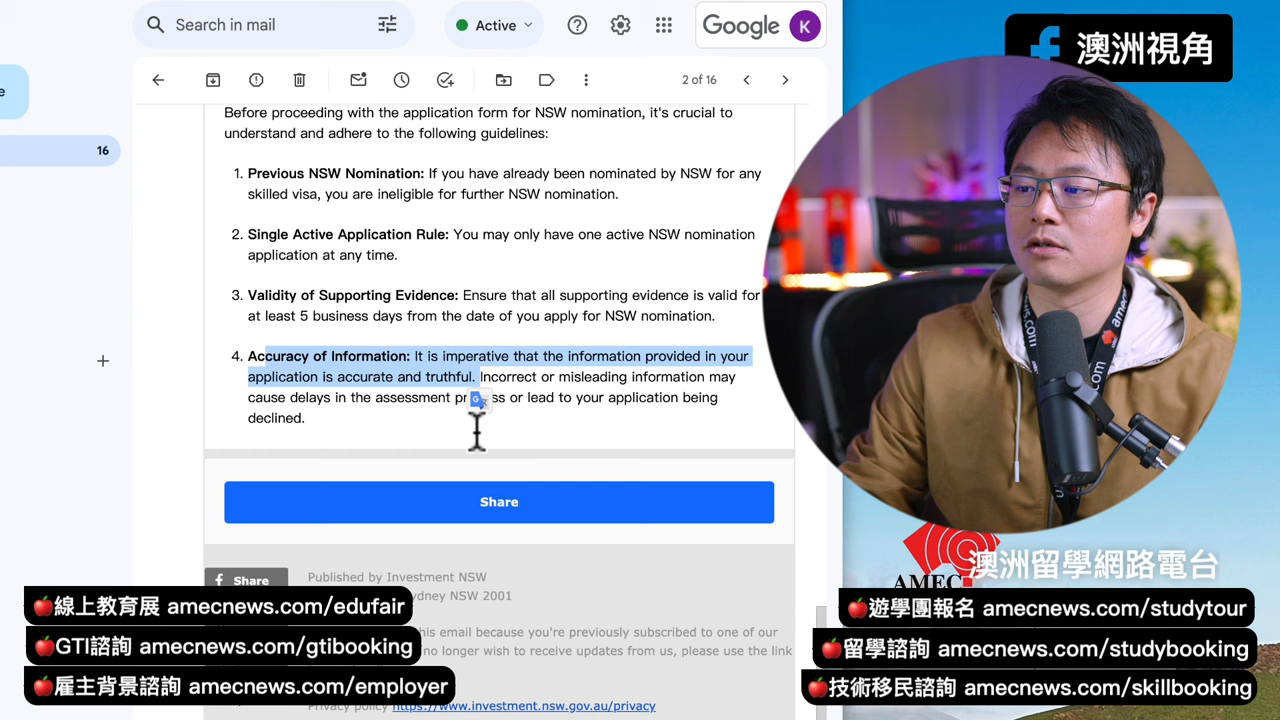 Search in mail
Active
Google
K
澳洲視角
e
2 of 16
16
Before proceeding with the application form for NSW nomination, it's crucial to
understand and adhere to the following guidelines:
1. Previous NSW Nomination: If you have already been nominated by NSW for any
skilled visa, you are ineligible for further NSW nomination.
2. Single Active Application Rule: You may only have one active NSW nomination
application at any time.
3. Validity of Supporting Evidence: Ensure that all supporting evidence is valid for
at least 5 business days from the date of you apply for NSW nomination.
4. Accuracy of Information: It is imperative that the information provided in your
application is accurate and truthful. Incorrect or misleading information may
cause delays in the assessment or lead to your application being
declined.
Share
Share
Published by Investment NSW
Sydney NSW 2001
this email because you're previously subscribed to one of our
no longer wish to receive updates from us, please use the link
Privacy policy https://www.investment.nsw.gov.au/privacy
AMEC
澳洲留學網路電台
線上教育展 amecnews.com/edufair
GTI諮詢 amecnews.com/gtibooking
雇主背景諮詢 amecnews.com/employer
遊學團報名 amecnews.com/studytour
留學諮詢 amecnews.com/studybooking
技術移民諮詢 amecnews.com/skillbooking